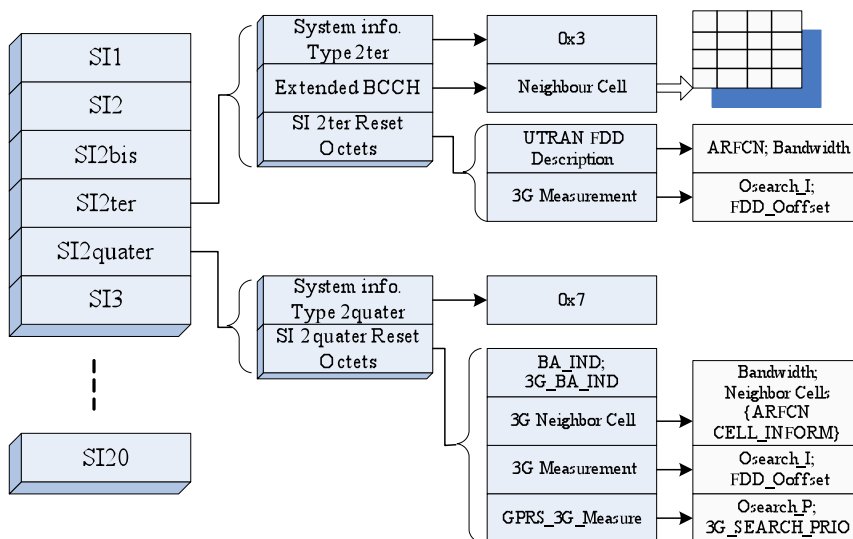 SI1
SI2
SI2bis
SI2ter
SI2quater
SI3
SI20
System info.
Type 2ter
Extended BCCH
SI 2ter Reset
Octets
0x3
Neighbour Cell
UTRAN FDD
Description
3G Measurement
ARFCN; Bandwidth
Osearch_I;
FDD_Ooffset
System info.
Type 2quater
SI 2quater Reset
Octets
0x7
BA_IND;
3G_BA_IND
3G Neighbor Cell
3G Measurement
GPRS_3G_Measure
Bandwidth;
Neighbor Cells
{ARFCN
CELL_INFORM}
Osearch_I;
FDD_Ooffset
Osearch_P;
3G_SEARCH_PRIO